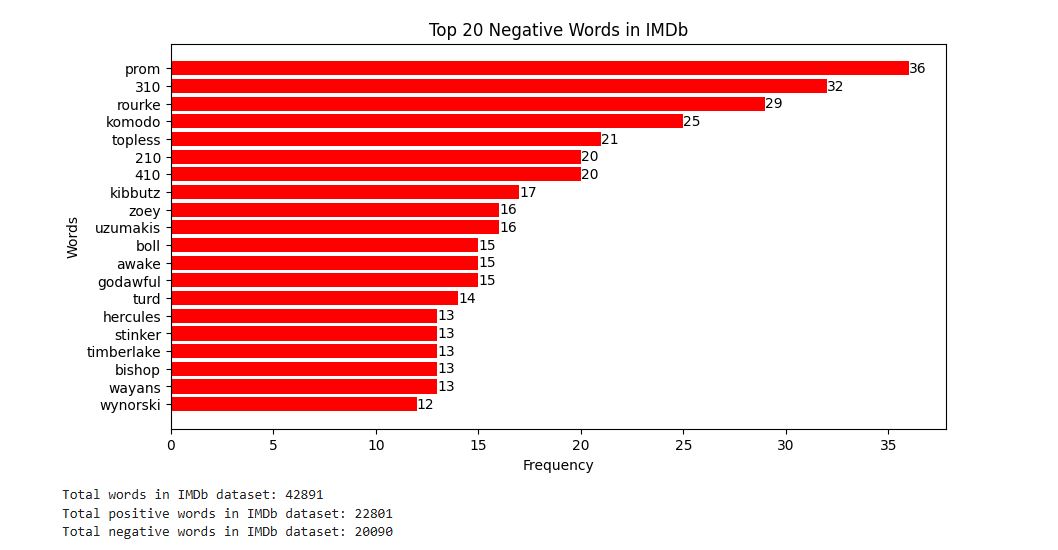 Top 20 Negative Words in IMDb
prom 36
310 32
rourke 29
komodo 25
topless 21
210 20
410 20
kibbutz 17
zoey 16
uzumakis 16
boll 15
awake 15
godawful 15
turd 14
hercules 13
stinker 13
timberlake 13
bishop 13
wayans 13
wynorski 12
Words
0 5 10 15 20 25 30 35
Frequency
Total words in IMDb dataset: 42891
Total positive words in IMDb dataset: 22801
Total negative words in IMDb dataset: 20090